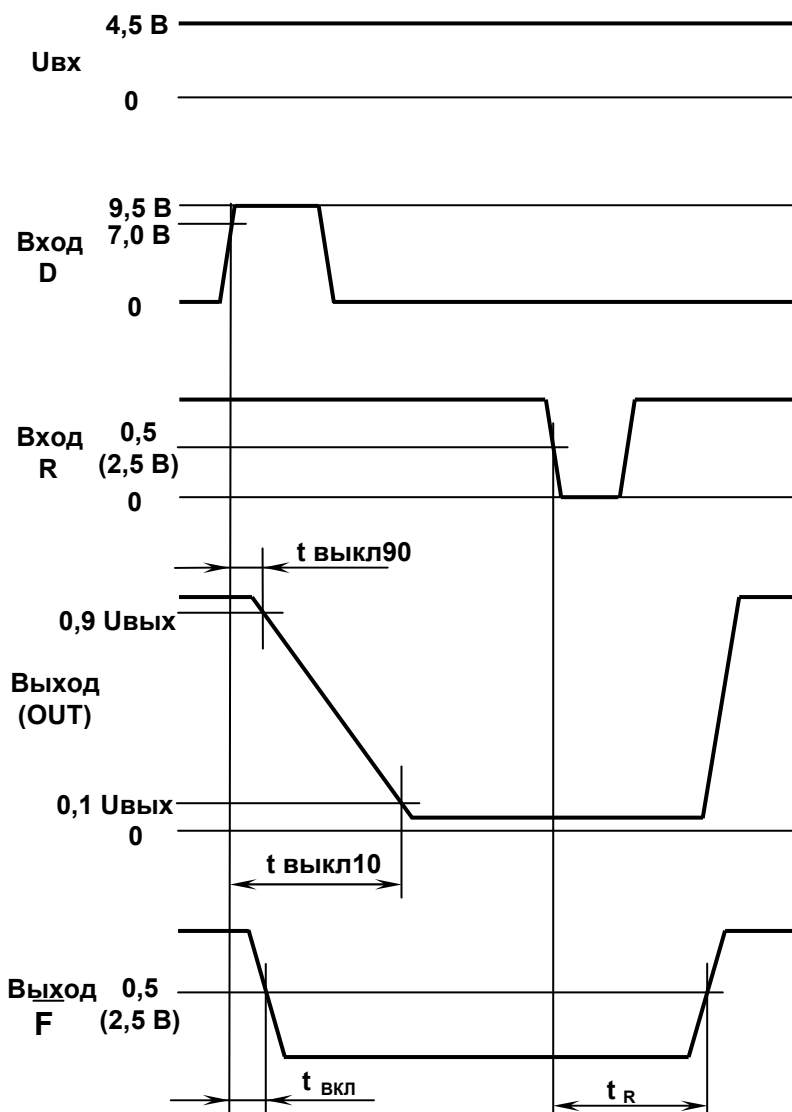 4,5 В
Uвх
0
9,5 В
7,0 В
Вход
D
0
Вход
R
0,5
(2,5 В)
0
t выкл90
0,9 Uвых
Выход
(OUT)
0,1 Uвых
0
t выкл10
Выход
F
0,5
(2,5 В)
t вкл
t R